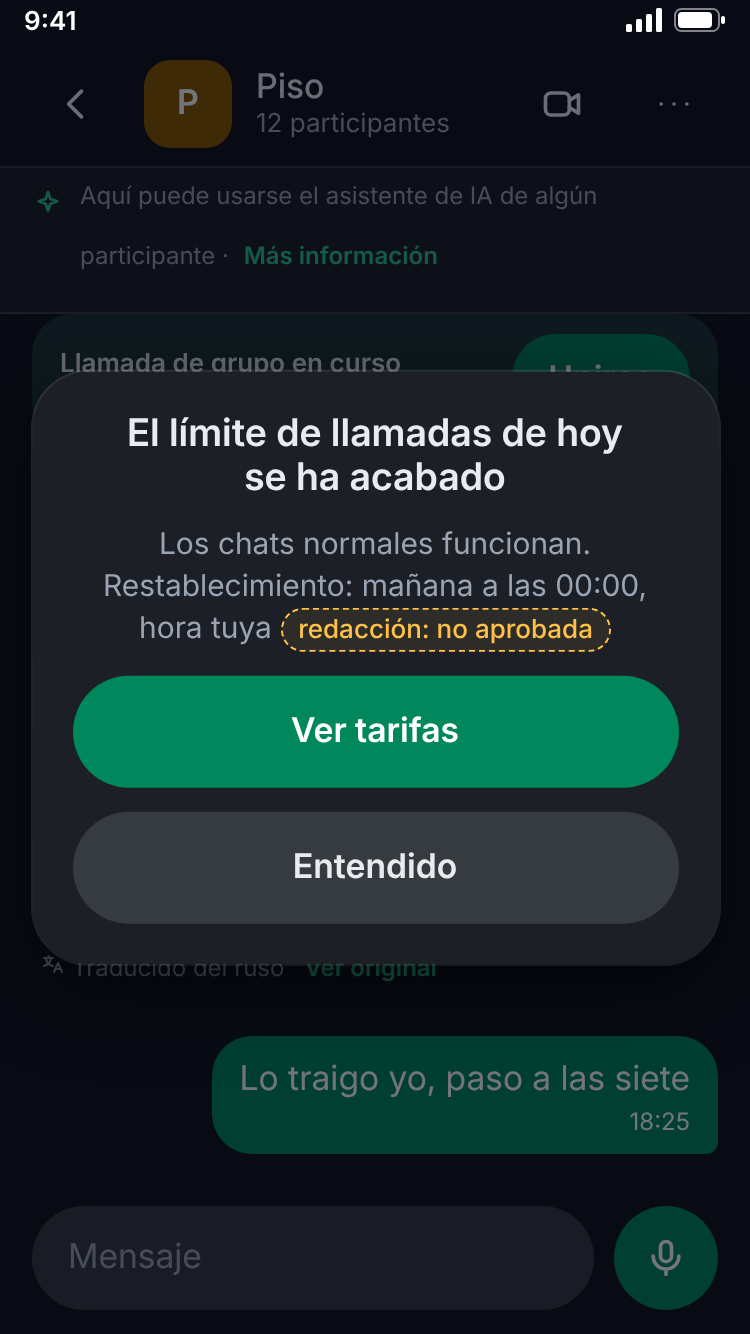 9:41
P
Piso
12 participantes
Aquí puede usarse el asistente de IA de algún
participante · Más información
Llamada de grupo en curso
El límite de llamadas de hoy
se ha acabado
Los chats normales funcionan.
Restablecimiento: mañana a las 00:00,
hora tuya redacción: no aprobada
Ver tarifas
Entendido
Traducido del ruso Ver original
Lo traigo yo, paso a las siete
18:25
Mensaje